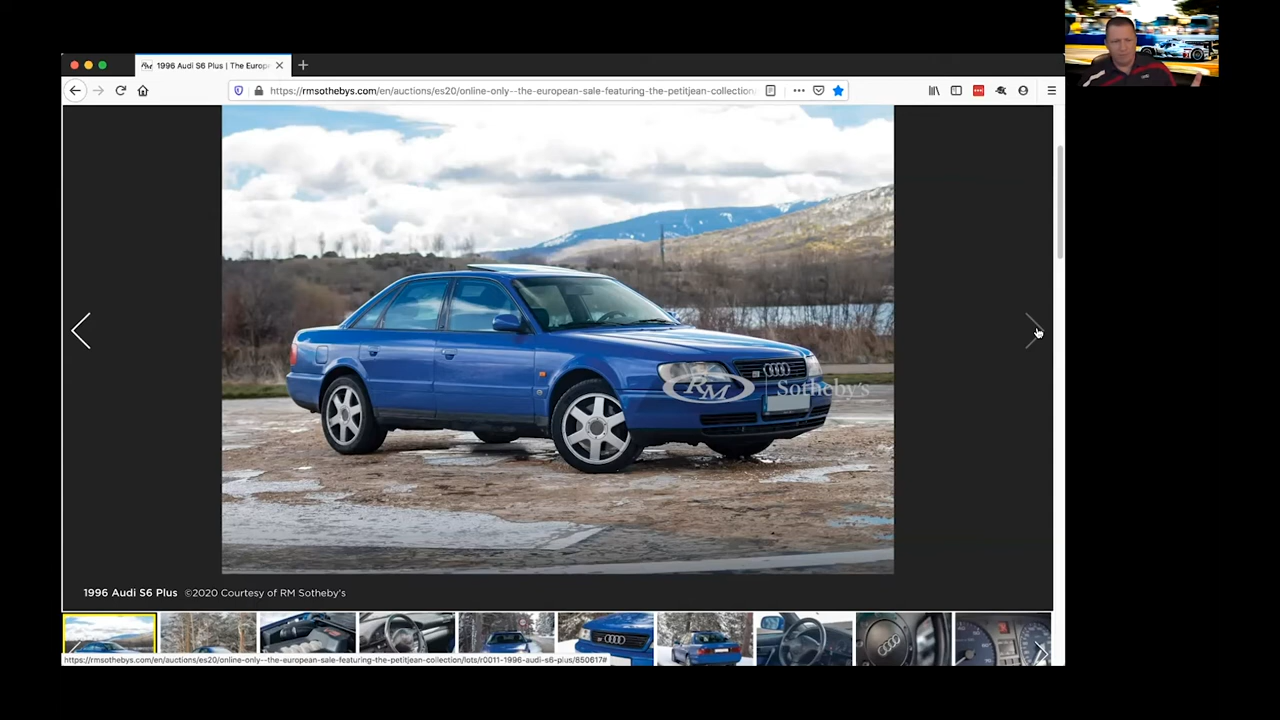 1996 Audi S6 Plus | The Europ
https://rmsothebys.com/en/auctions/es20/online-only--the-european-sale-featuring-the-petitjean-collection/
RM Sotheby's
1996 Audi S6 Plus ©2020 Courtesy of RM Sotheby's
https://rmsothebys.com/en/auctions/es20/online-only--the-european-sale-featuring-the-petitjean-collection/lots/r0011-1996-audi-s6-plus/850617#